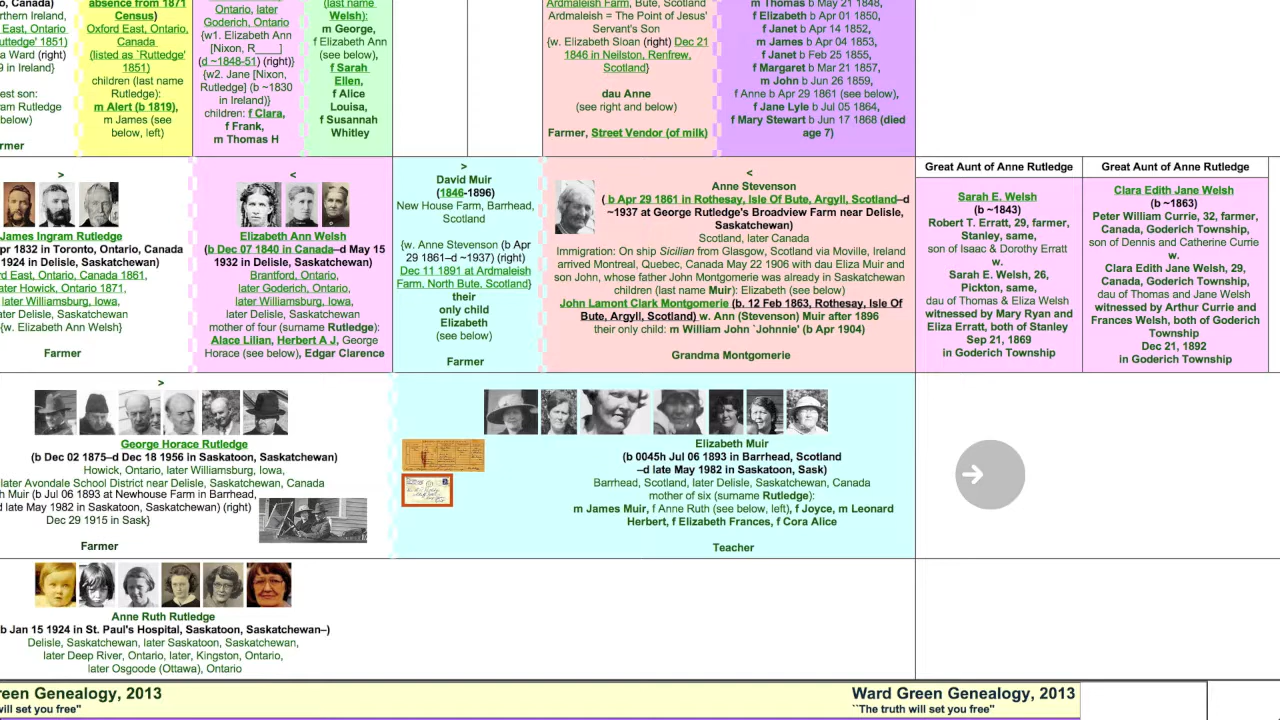 o, Canada)
rthern Ireland,
East, Ontario
uttedge' 1851)
a Ward (right)
9 in Ireland}
est son:
am Rutledge
below)
rmer
absence from 1871
Census)
Oxford East, Ontario,
Canada
(listed as `Rutledge'
1851)
children (last name
Rutledge):
m Alert (b 1819),
m James (see
below, left)
Ontario, later
Goderich, Ontario
{w1. Elizabeth Ann
[Nixon, R____]
(d ~1848-51) (right)}
{w2. Jane [Nixon,
Rutledge] (b ~1830
in Ireland)}
children: f Clara,
f Frank,
m Thomas H
(last name
Welsh):
m George,
f Elizabeth Ann
(see below),
f Sarah
Ellen,
f Alice
Louisa,
f Susannah
Whitley
Ardmaleish Farm, Bute, Scotland
Ardmaleish = The Point of Jesus'
Servant's Son
{w. Elizabeth Sloan (right) Dec 21
1846 in Neilston, Renfrew,
Scotland}
dau Anne
(see right and below)
Farmer, Street Vendor (of milk)
m Thomas b May 21 1848,
f Elizabeth b Apr 01 1850,
f Janet b Apr 14 1852,
m James b Apr 04 1853,
f Janet b Feb 25 1855,
f Margaret b Mar 21 1857,
m John b Jun 26 1859,
f Anne b Apr 29 1861 (see below),
f Jane Lyle b Jul 05 1864,
f Mary Stewart b Jun 17 1868 (died
age 7)
>
James Ingram Rutledge
Apr 1832 in Toronto, Ontario, Canada
1924 in Delisle, Saskatchewan)
rd East, Ontario, Canada 1861,
ater Howick, Ontario 1871,
later Williamsburg, Iowa,
ater Delisle, Saskatchewan
{w. Elizabeth Ann Welsh}
Farmer
<
Elizabeth Ann Welsh
(b Dec 07 1840 in Canada–d May 15
1932 in Delisle, Saskatchewan)
Brantford, Ontario,
later Goderich, Ontario,
later Williamsburg, Iowa,
later Delisle, Saskatchewan
mother of four (surname Rutledge):
Alace Lilian, Herbert A J, George
Horace (see below), Edgar Clarence
>
David Muir
(1846-1896)
New House Farm, Barrhead,
Scotland
{w. Anne Stevenson (b Apr
29 1861–d ~1937) (right)
Dec 11 1891 at Ardmaleish
Farm, North Bute, Scotland}
their
only child
Elizabeth
(see below)
Farmer
<
Anne Stevenson
( b Apr 29 1861 in Rothesay, Isle Of Bute, Argyll, Scotland–d
~1937 at George Rutledge's Broadview Farm near Delisle,
Saskatchewan)
Scotland, later Canada
Immigration: On ship Sicilian from Glasgow, Scotland via Moville, Ireland
arrived Montreal, Quebec, Canada May 22 1906 with dau Eliza Muir and
son John, whose father John Montgomerie was already in Saskatchewan
children (last name Muir): Elizabeth (see below)
John Lamont Clark Montgomerie (b. 12 Feb 1863, Rothesay, Isle Of
Bute, Argyll, Scotland) w. Ann (Stevenson) Muir after 1896
their only child: m William John `Johnnie' (b Apr 1904)
Grandma Montgomerie
Great Aunt of Anne Rutledge
Sarah E. Welsh
(b ~1843)
Robert T. Erratt, 29, farmer,
Stanley, same,
son of Isaac & Dorothy Erratt
w.
Sarah E. Welsh, 26,
Pickton, same,
dau of Thomas & Eliza Welsh
witnessed by Mary Ryan and
Eliza Erratt, both of Stanley
Sep 21, 1869
in Goderich Township
Great Aunt of Anne Rutledge
Clara Edith Jane Welsh
(b ~1863)
Peter William Currie, 32, farmer,
Canada, Goderich Township,
son of Dennis and Catherine Currie
w.
Clara Edith Jane Welsh, 29,
Canada, Goderich Township,
dau of Thomas and Jane Welsh
witnessed by Arthur Currie and
Frances Welsh, both of Goderich
Township
Dec 21, 1892
in Goderich Township
>
George Horace Rutledge
(b Dec 02 1875–d Dec 18 1956 in Saskatoon, Saskatchewan)
Howick, Ontario, later Williamsburg, Iowa,
later Avondale School District near Delisle, Saskatchewan, Canada
h Muir (b Jul 06 1893 at Newhouse Farm in Barrhead,
d late May 1982 in Saskatoon, Saskatchewan) (right)
Dec 29 1915 in Sask}
Farmer
Elizabeth Muir
(b 0045h Jul 06 1893 in Barrhead, Scotland
–d late May 1982 in Saskatoon, Sask)
Barrhead, Scotland, later Delisle, Saskatchewan, Canada
mother of six (surname Rutledge):
m James Muir, f Anne Ruth (see below, left), f Joyce, m Leonard
Herbert, f Elizabeth Frances, f Cora Alice
Teacher
Anne Ruth Rutledge
b Jan 15 1924 in St. Paul's Hospital, Saskatoon, Saskatchewan–)
Delisle, Saskatchewan, later Saskatoon, Saskatchewan,
later Deep River, Ontario, later, Kingston, Ontario,
later Osgoode (Ottawa), Ontario
reen Genealogy, 2013
will set you free"
Ward Green Genealogy, 2013
``The truth will set you free"